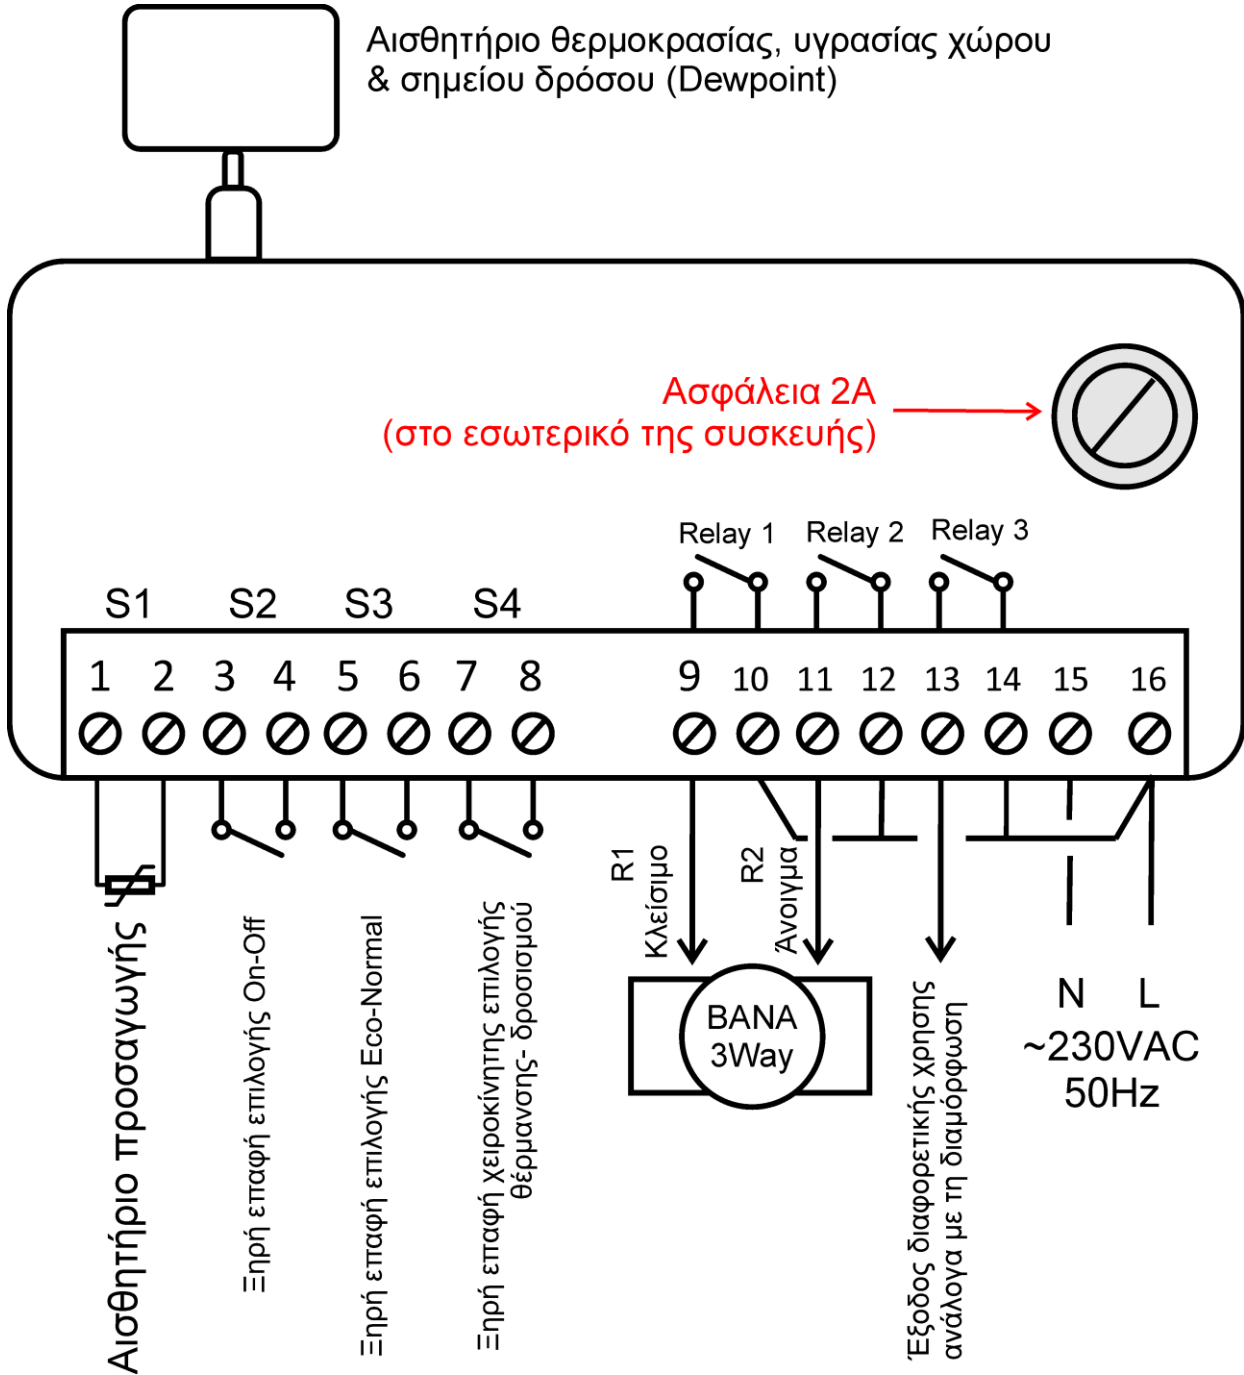 Αισθητήριο θερμοκρασίας, υγρασίας χώρου
& σημείου δρόσου (Dewpoint)
Ασφάλεια 2Α
(στο εσωτερικό της συσκευής)
Relay 1
Relay 2
Relay 3
S1
S2
S3
S4
1
2
3
4
5
6
7
8
9
10
11
12
13
14
15
16
Αισθητήριο προσαγωγής
Ξηρή επαφή επιλογής On-Off
Ξηρή επαφή επιλογής Eco-Normal
Ξηρή επαφή χειροκίνητης επιλογής
θέρμανσης- δροσισμού
R1
Κλείσιμο
R2
Άνοιγμα
ΒΑΝΑ
3Way
Έξοδος διαφορετικής χρησης
ανάλογα με τη διαμόρφωση
N
L
~230VAC
50Hz